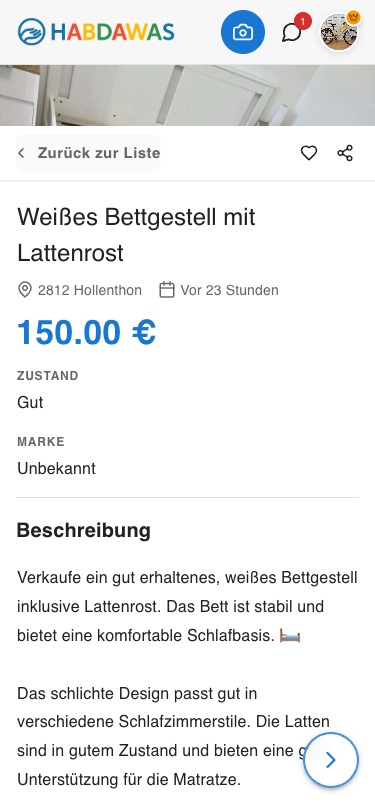 HABDAWAS
1
Zurück zur Liste
Weißes Bettgestell mit
Lattenrost
2812 Hollenthon Vor 23 Stunden
150.00 €
ZUSTAND
Gut
MARKE
Unbekannt
Beschreibung
Verkaufe ein gut erhaltenes, weißes Bettgestell
inklusive Lattenrost. Das Bett ist stabil und
bietet eine komfortable Schlafbasis. 🛏️
Das schlichte Design passt gut in
verschiedene Schlafzimmerstile. Die Latten
sind in gutem Zustand und bieten eine
Unterstützung für die Matratze.